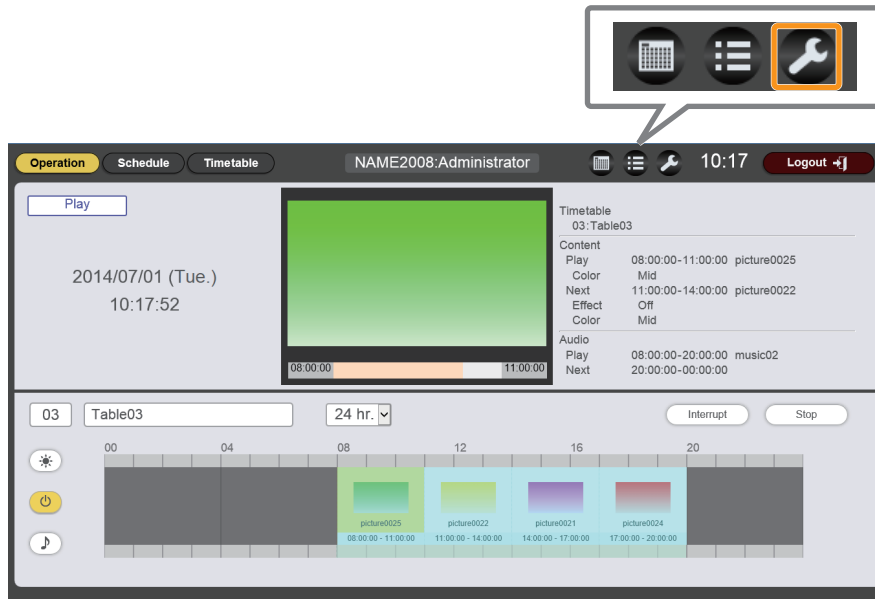 Operation Schedule Timetable NAME2008:Administrator 10:17 Logout
Play
2014/07/01 (Tue.)
10:17:52
08:00:00 11:00:00
Timetable
03:Table03
Content
Play 08:00:00-11:00:00 picture0025
Color Mid
Next 11:00:00-14:00:00 picture0022
Effect Off
Color Mid
Audio
Play 08:00:00-20:00:00 music02
Next 20:00:00-00:00:00
03 Table03 24 hr. Interrupt Stop
00 04 08 12 16 20
picture0025 picture0022 picture0021 picture0024
08:00:00 - 11:00:00 11:00:00 - 14:00:00 14:00:00 - 17:00:00 17:00:00 - 20:00:00